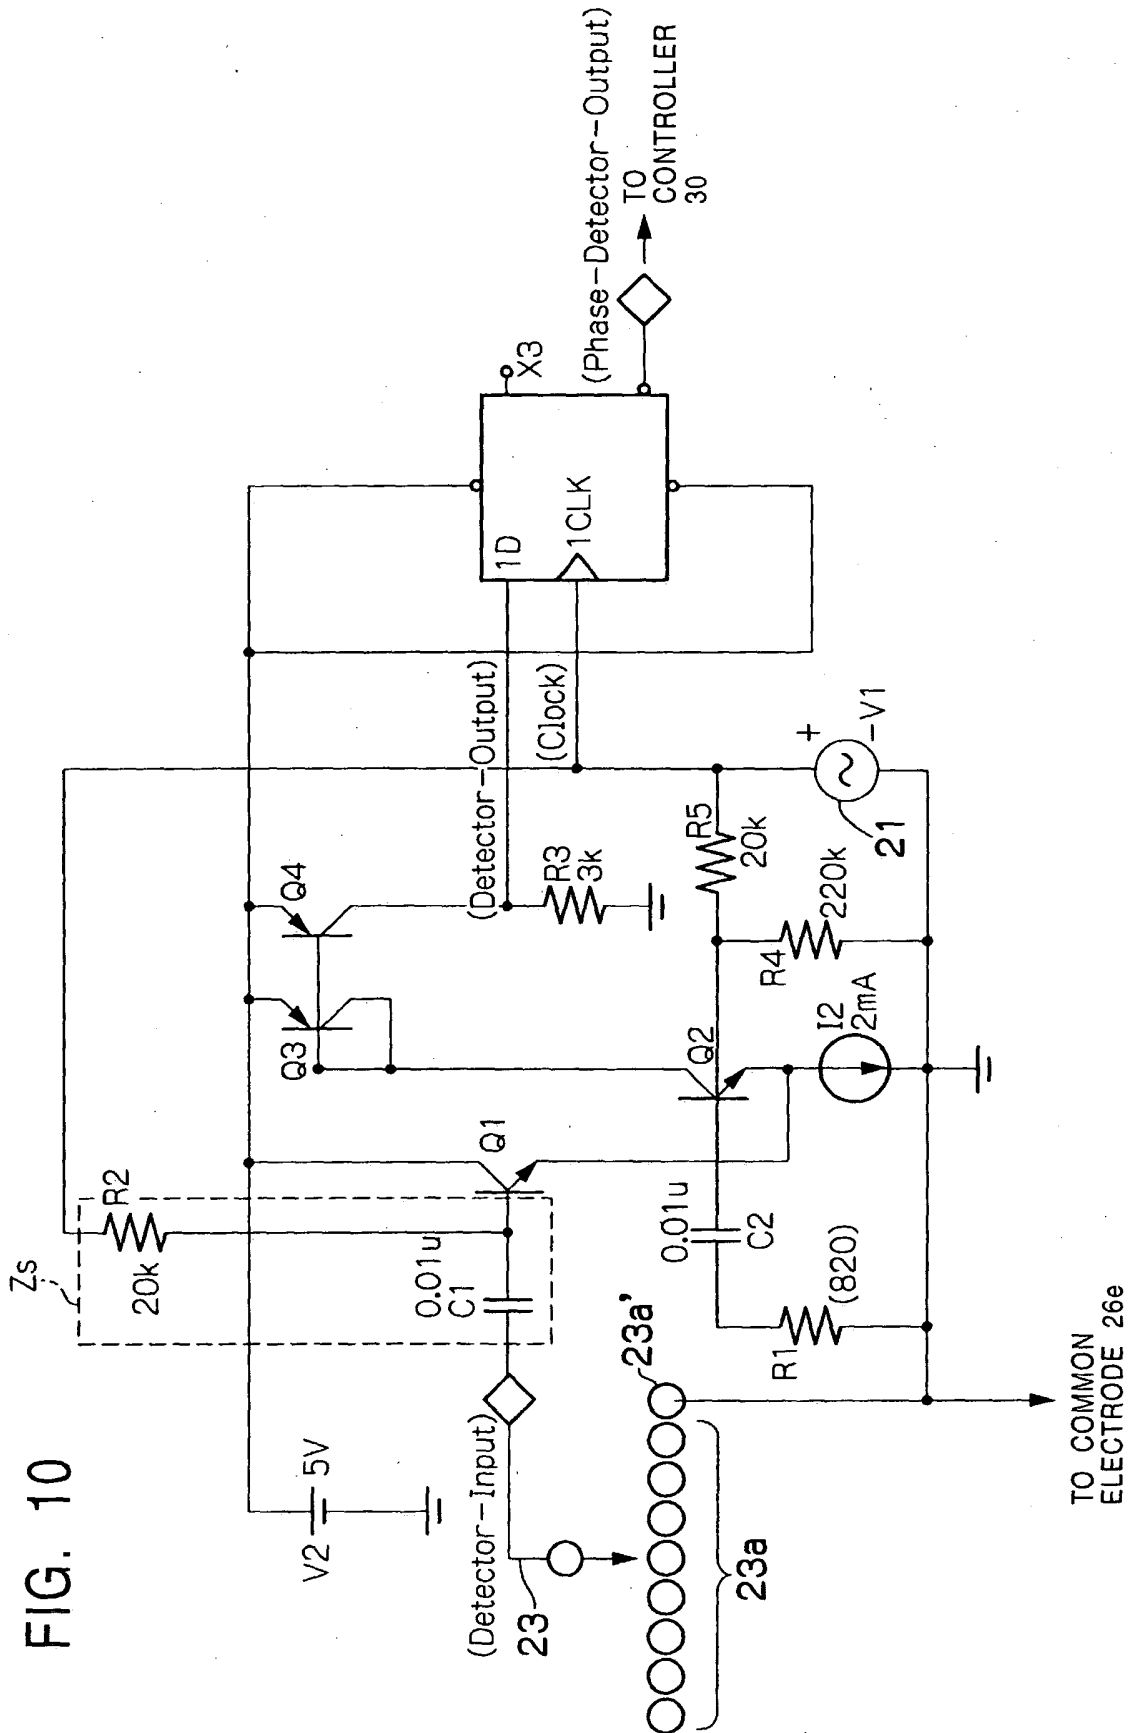 FIG. 10
Zs
R2
20k
0.01u
C1
Q1
V2
5V
(Detector-Input)
23
23a
23a'
Q3
Q4
(Detector-Output)
R3
3k
(Clock)
1D
1CLK
X3
(Phase-Detector-Output)
TO
CONTROLLER
30
0.01u
C2
R1
(820)
Q2
R4
220k
R5
20k
I2
2mA
21
+
-V1
TO COMMON
ELECTRODE 26e